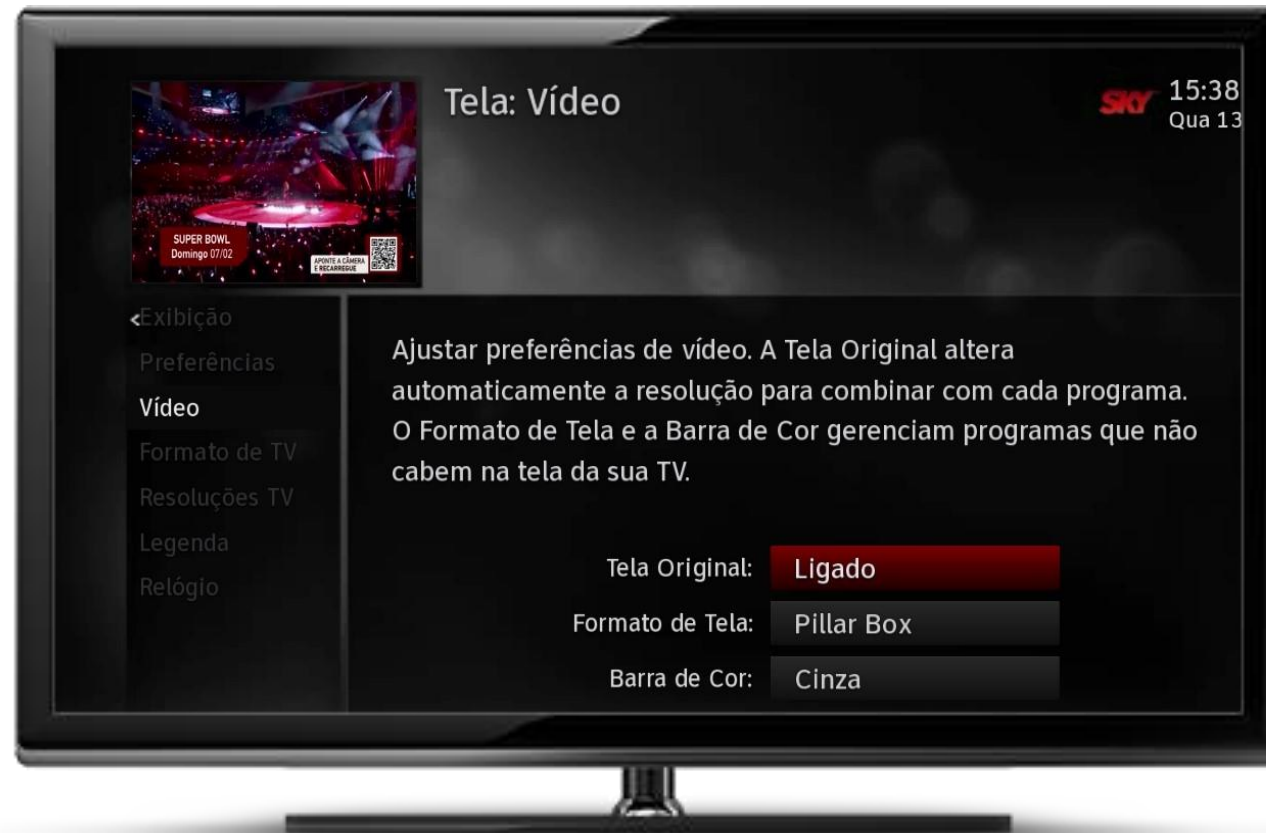 Tela: Vídeo
SKY
15:38
Qua 13
SUPER BOWL
Domingo 07/02
APONTE A CÂMERA
E RECARREGUE
<Exibição
Preferências
Vídeo
Formato de TV
Resoluções TV
Legenda
Relógio
Ajustar preferências de vídeo. A Tela Original altera
automaticamente a resolução para combinar com cada programa.
O Formato de Tela e a Barra de Cor gerenciam programas que não
cabem na tela da sua TV.
Tela Original: Ligado
Formato de Tela: Pillar Box
Barra de Cor: Cinza